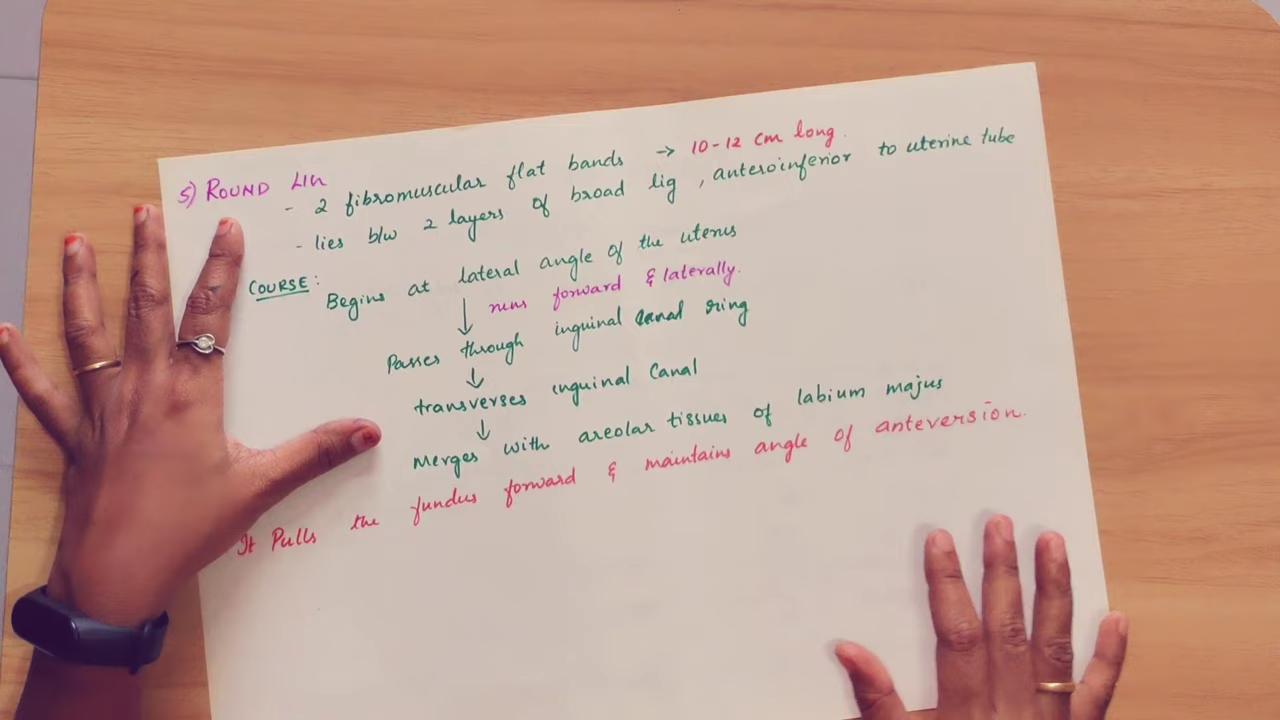 5) ROUND LIG
- 2 fibromuscular flat bands → 10-12 cm long.
- lies b/w 2 layers of broad lig, anteroinferior to uterine tube
COURSE:
Begins at lateral angle of the uterus
↓ runs forward & laterally.
Passes through inguinal canal ring
↓
transverses inguinal canal
↓
Merges with areolar tissues of labium majus
It Pulls the fundus forward & maintains angle of anteversion.